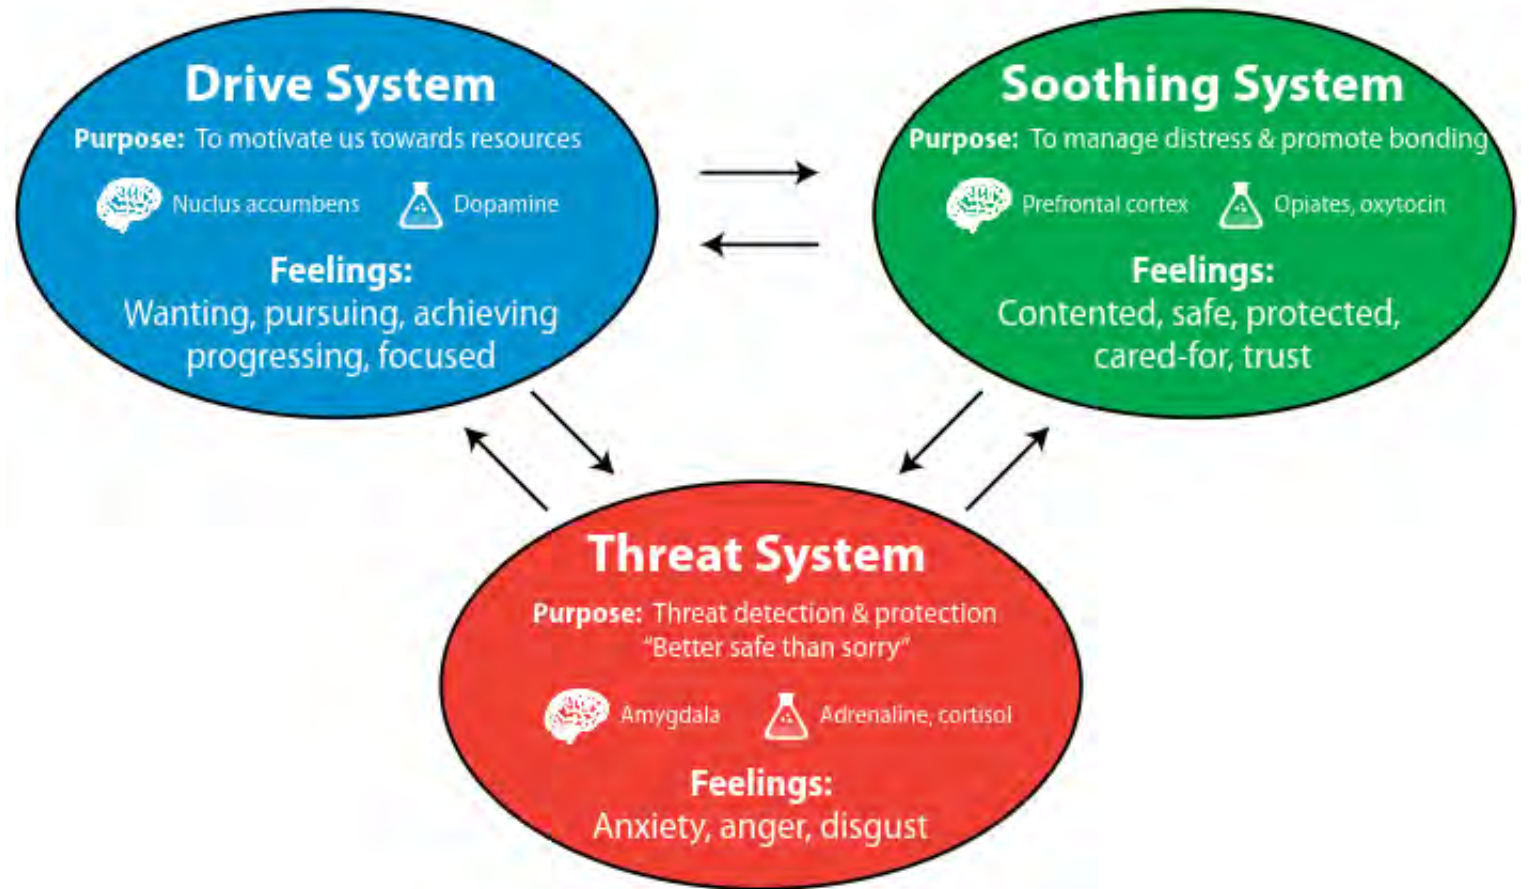 Drive System
Purpose: To motivate us towards resources
Nuclus accumbens
Dopamine
Feelings:
Wanting, pursuing, achieving
progressing, focused
Soothing System
Purpose: To manage distress & promote bonding
Prefrontal cortex
Opiates, oxytocin
Feelings:
Contented, safe, protected,
cared-for, trust
Threat System
Purpose: Threat detection & protection
“Better safe than sorry”
Amygdala
Adrenaline, cortisol
Feelings:
Anxiety, anger, disgust